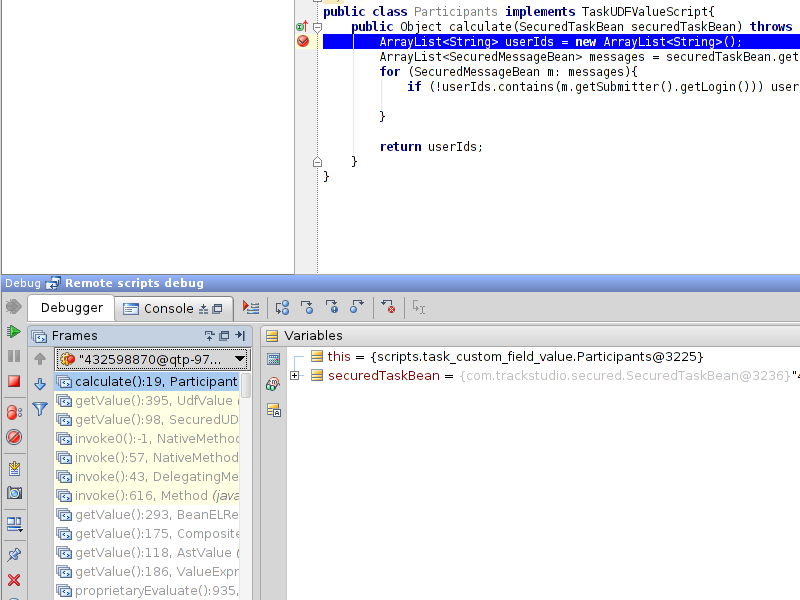 public class Participants implements TaskUDFValueScript{
public Object calculate(SecuredTaskBean securedTaskBean) throws
ArrayList<String> userIds = new ArrayList<String>();
ArrayList<SecuredMessageBean> messages = securedTaskBean.get
for (SecuredMessageBean m: messages){
if (!userIds.contains(m.getSubmitter().getLogin())) user
}
return userIds;
}
}
Debug Remote scripts debug
Debugger Console
Frames
Variables
"432598870@qtp-97...
this = {scripts.task_custom_field_value.Participants@3225}
securedTaskBean = {com.trackstudio.secured.SecuredTaskBean@3236}"4
calculate():19, Participant
getValue():395, UdfValue (
getValue():98, SecuredUD
invoke0():-1, NativeMethod
invoke():57, NativeMethod
invoke():43, DelegatingMe
invoke():616, Method (java
getValue():293, BeanELRe
getValue():175, Composite
getValue():118, AstValue (
getValue():186, ValueExpr
proprietaryEvaluate():935,